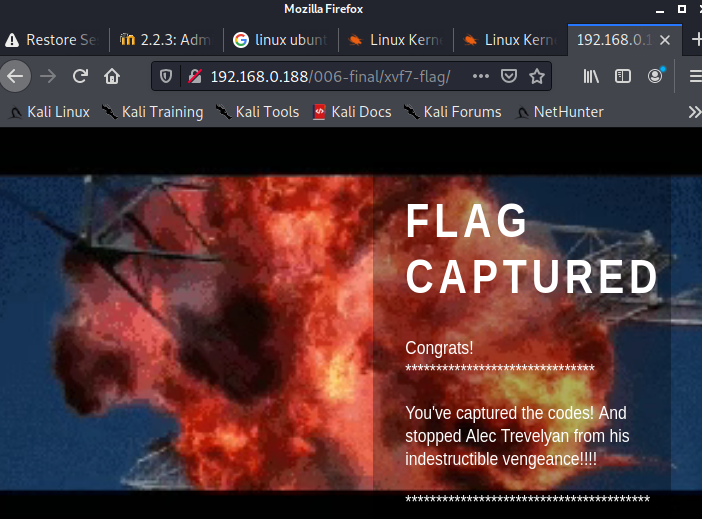 Mozilla Firefox
Restore Se
2.2.3: Adm
linux ubunt
Linux Kern
Linux Kern
192.168.0.1
192.168.0.188/006-final/xvf7-flag/
Kali Linux
Kali Training
Kali Tools
Kali Docs
Kali Forums
NetHunter
FLAG
CAPTURED
Congrats!
*******************************
You've captured the codes! And
stopped Alec Trevelyan from his
indestructible vengeance!!!!
****************************************